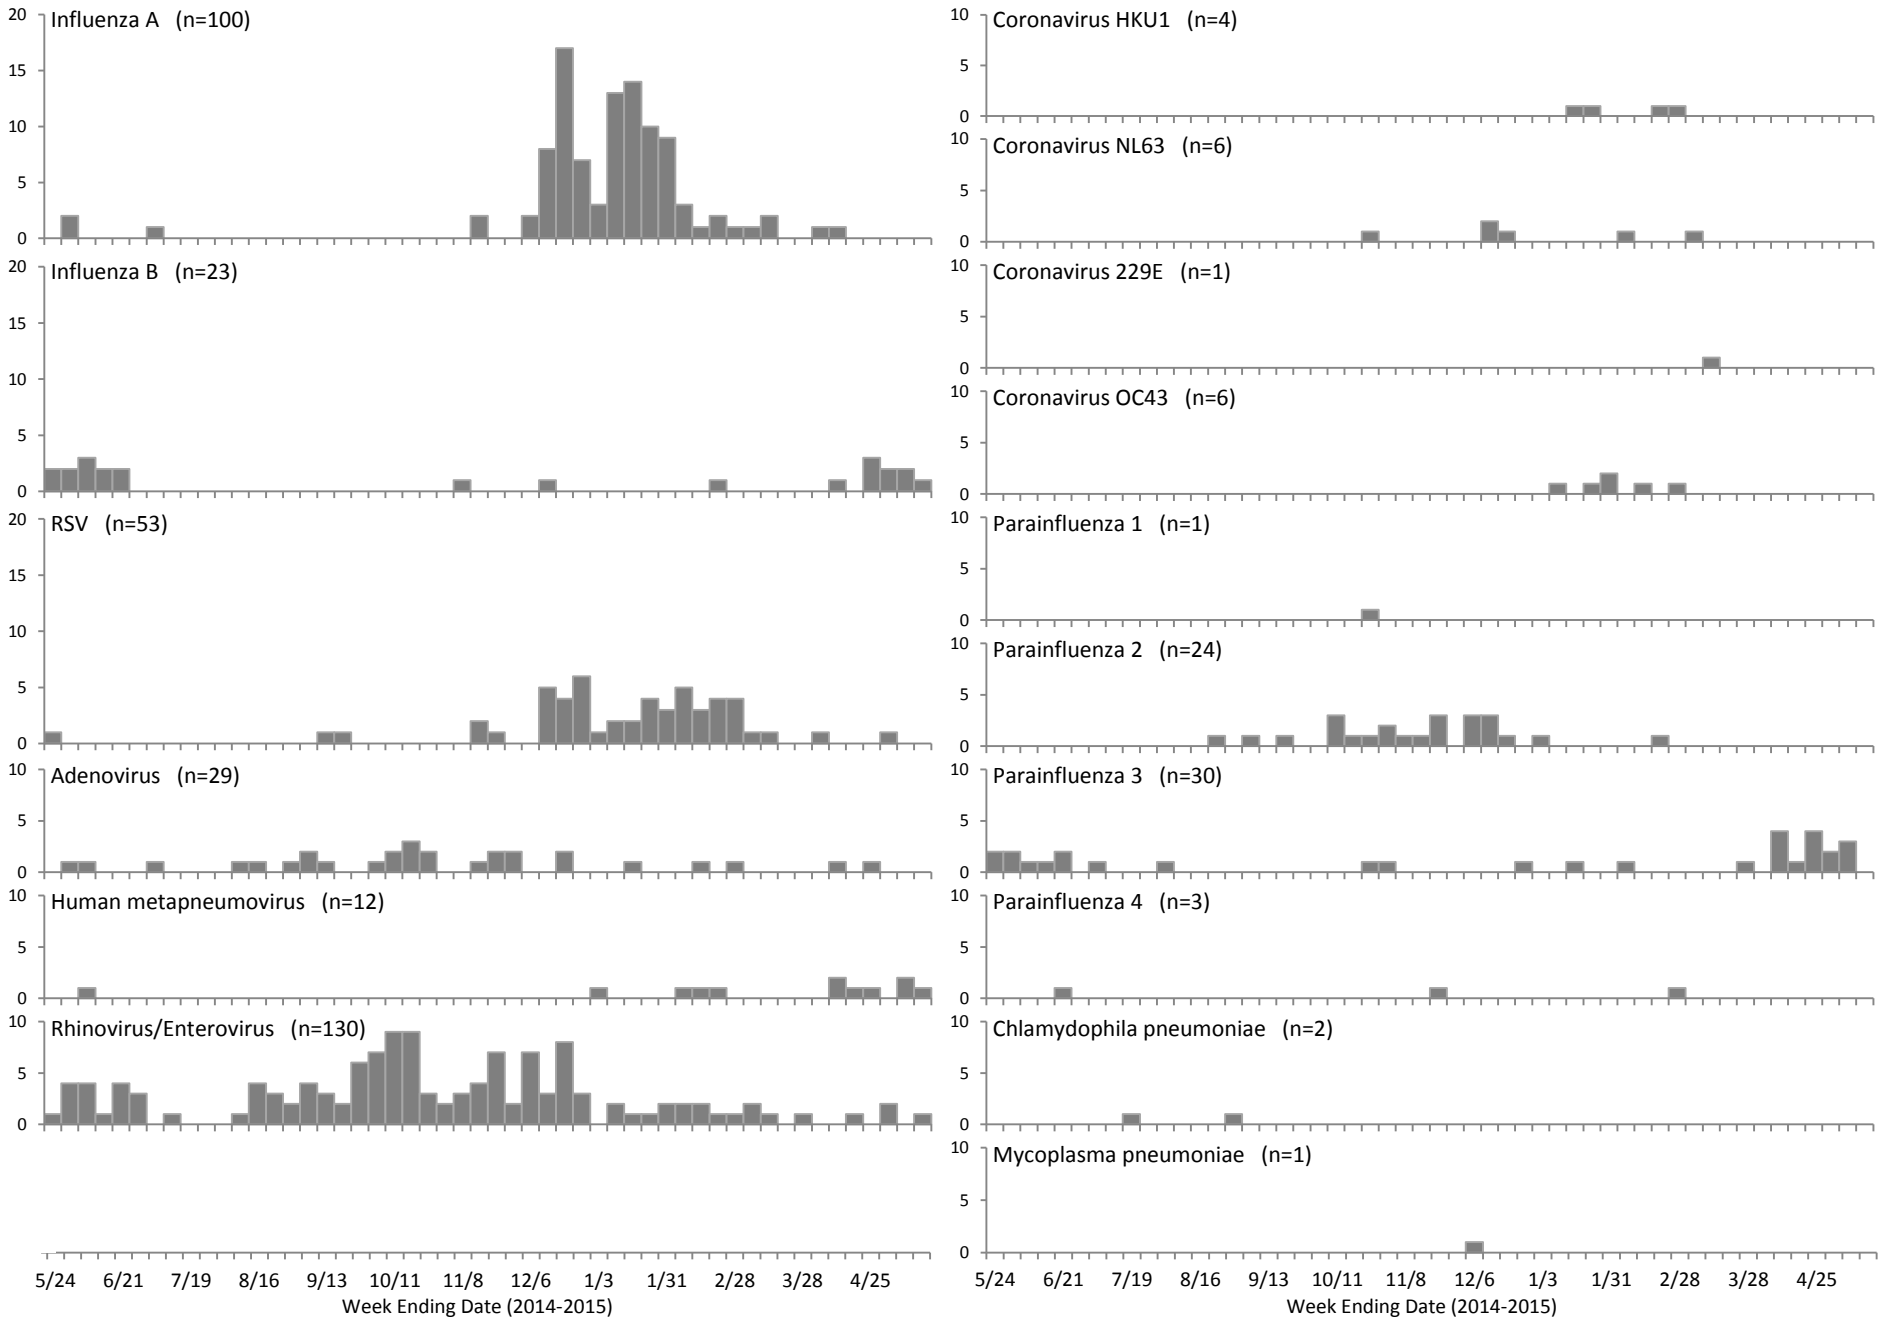 Influenza A (n=100)
20
15
10
5
0
Influenza B (n=23)
20
15
10
5
0
RSV (n=53)
20
15
10
5
0
Adenovirus (n=29)
10
5
0
Human metapneumovirus (n=12)
10
5
0
Rhinovirus/Enterovirus (n=130)
10
5
0
5/24 6/21 7/19 8/16 9/13 10/11 11/8 12/6 1/3 1/31 2/28 3/28 4/25
Week Ending Date (2014-2015)
Coronavirus HKU1 (n=4)
10
5
0
Coronavirus NL63 (n=6)
10
5
0
Coronavirus 229E (n=1)
10
5
0
Coronavirus OC43 (n=6)
10
5
0
Parainfluenza 1 (n=1)
10
5
0
Parainfluenza 2 (n=24)
10
5
0
Parainfluenza 3 (n=30)
10
5
0
Parainfluenza 4 (n=3)
10
5
0
Chlamydophila pneumoniae (n=2)
10
5
0
Mycoplasma pneumoniae (n=1)
10
5
0
5/24 6/21 7/19 8/16 9/13 10/11 11/8 12/6 1/3 1/31 2/28 3/28 4/25
Week Ending Date (2014-2015)